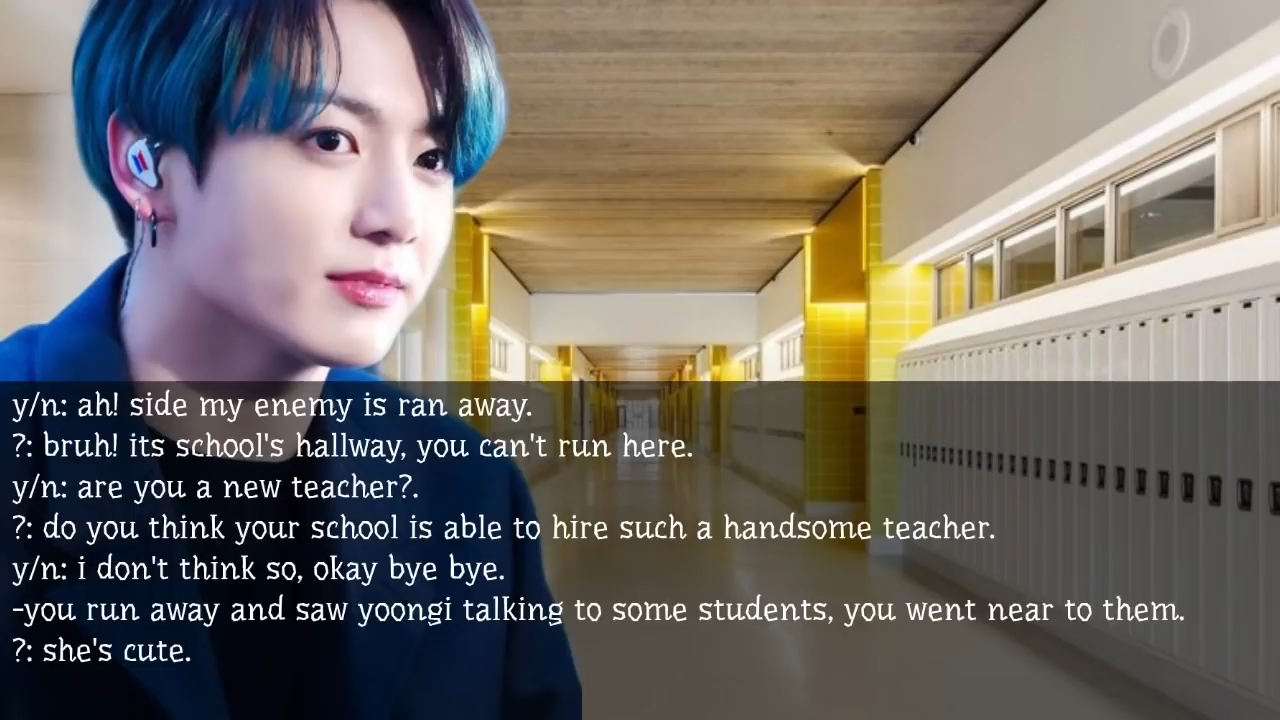 y/n: ah! side my enemy is ran away.
?: bruh! its school's hallway, you can't run here.
y/n: are you a new teacher?.
?: do you think your school is able to hire such a handsome teacher.
y/n: i don't think so, okay bye bye.
-you run away and saw yoongi talking to some students, you went near to them.
?: she's cute.